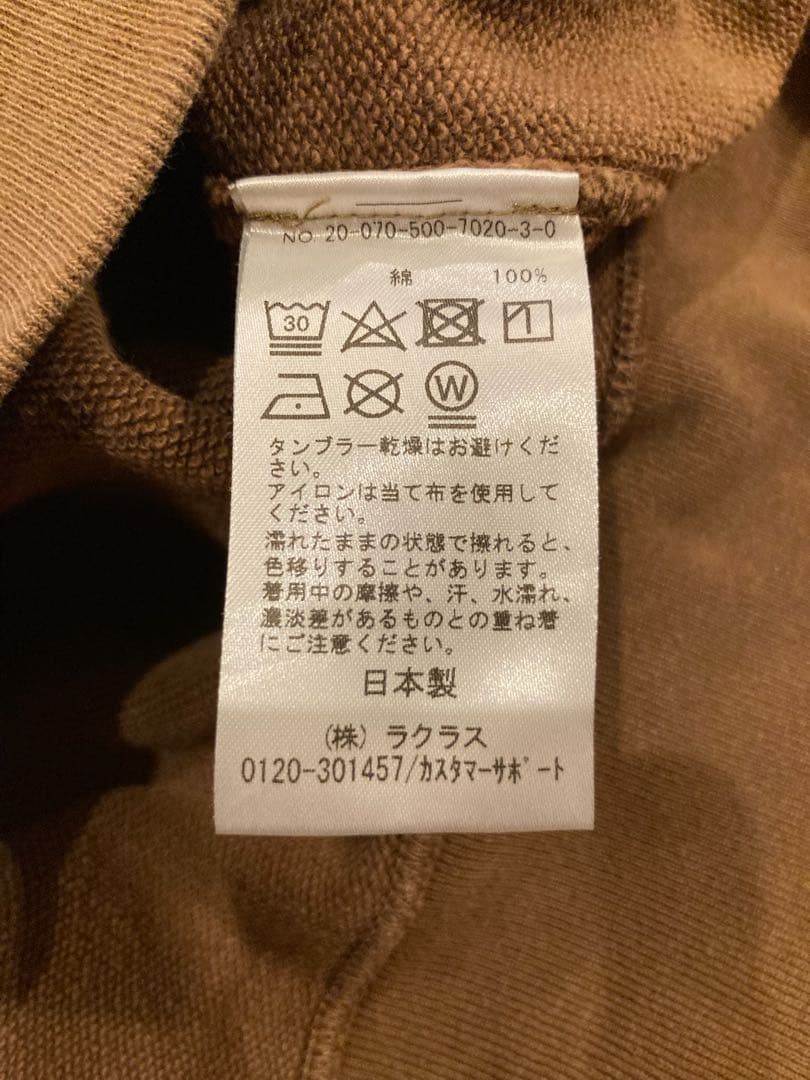 NO. 20-070-500-7020-3-0
綿 100%
30
W
タンブラー乾燥はお避けくだ
さい。
アイロンは当て布を使用して
ください。
濡れたままの状態で擦れると、
色移りすることがあります。
着用中の摩擦や、汗、水濡れ、
濃淡差があるものとの重ね着
にご注意ください。
日本製
(株) ラクラス
0120-301457/カスタマーサポート